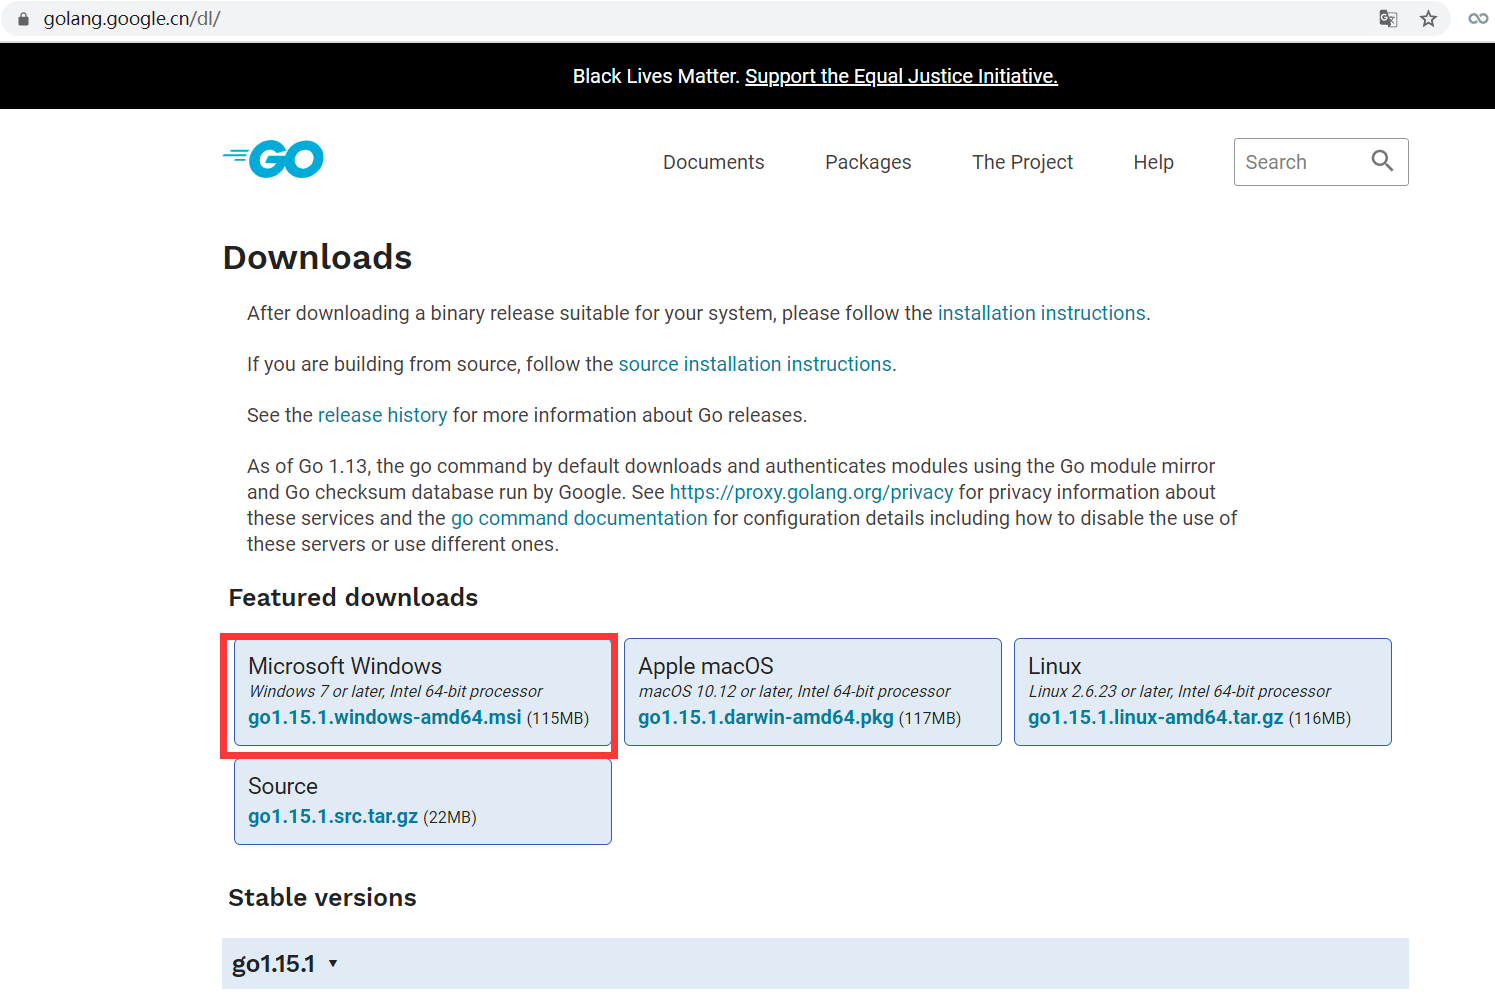 golang.google.cn/dl/
Black Lives Matter. Support the Equal Justice Initiative.
GO
Documents
Packages
The Project
Help
Search
Downloads
After downloading a binary release suitable for your system, please follow the installation instructions.
If you are building from source, follow the source installation instructions.
See the release history for more information about Go releases.
As of Go 1.13, the go command by default downloads and authenticates modules using the Go module mirror
and Go checksum database run by Google. See https://proxy.golang.org/privacy for privacy information about
these services and the go command documentation for configuration details including how to disable the use of
these servers or use different ones.
Featured downloads
Microsoft Windows
Windows 7 or later, Intel 64-bit processor
go1.15.1.windows-amd64.msi (115MB)
Apple macOS
macOS 10.12 or later, Intel 64-bit processor
go1.15.1.darwin-amd64.pkg (117MB)
Linux
Linux 2.6.23 or later, Intel 64-bit processor
go1.15.1.linux-amd64.tar.gz (116MB)
Source
go1.15.1.src.tar.gz (22MB)
Stable versions
go1.15.1 ▾